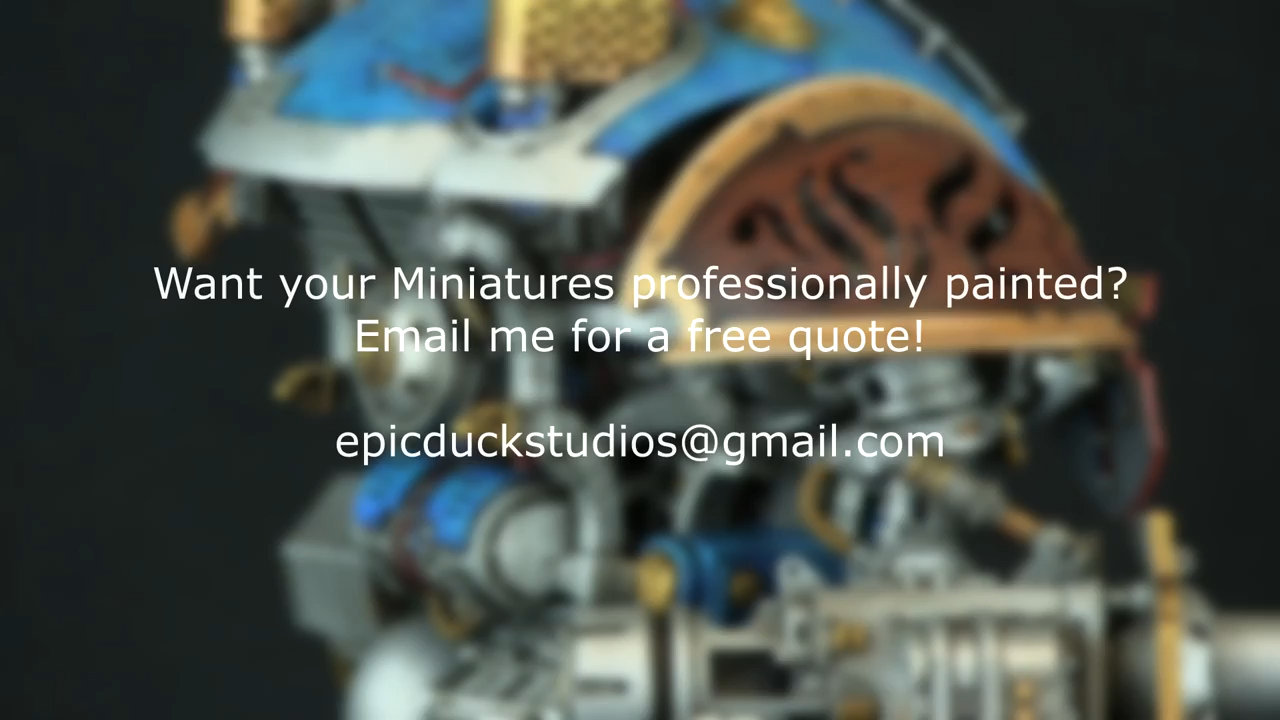 Want your Miniatures professionally painted?
Email me for a free quote!
epicduckstudios@gmail.com